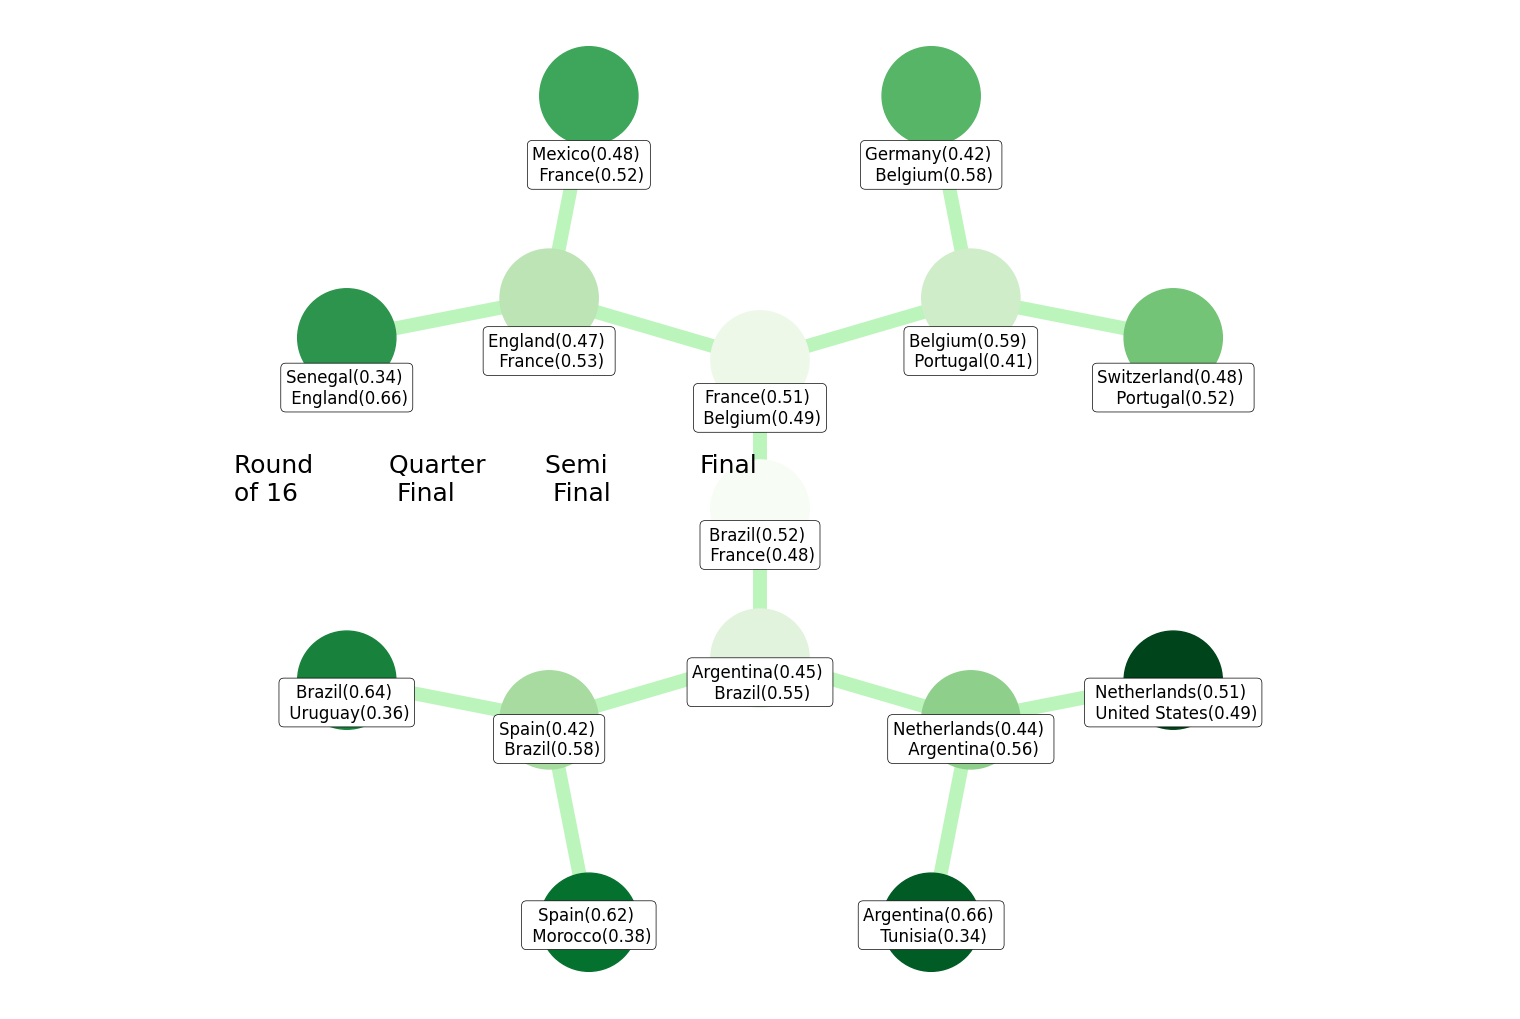 Mexico(0.48)
France(0.52)
Germany(0.42)
Belgium(0.58)
England(0.47)
France(0.53)
Belgium(0.59)
Portugal(0.41)
Senegal(0.34)
England(0.66)
Switzerland(0.48)
Portugal(0.52)
France(0.51)
Belgium(0.49)
Round
of 16
Quarter
Final
Semi
Final
Final
Brazil(0.52)
France(0.48)
Argentina(0.45)
Brazil(0.55)
Brazil(0.64)
Uruguay(0.36)
Netherlands(0.51)
United States(0.49)
Spain(0.42)
Brazil(0.58)
Netherlands(0.44)
Argentina(0.56)
Spain(0.62)
Morocco(0.38)
Argentina(0.66)
Tunisia(0.34)